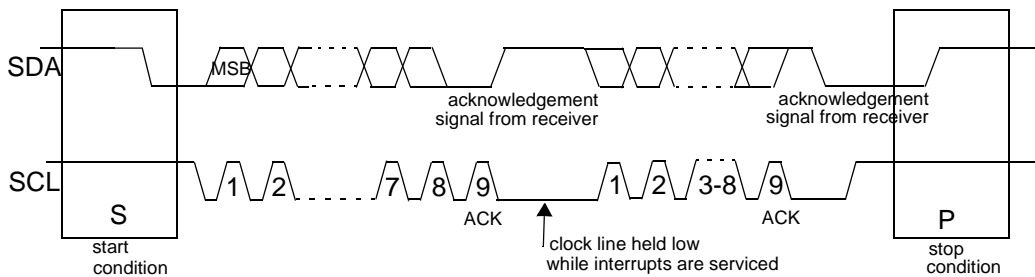 SDA
MSB
acknowledgement
signal from receiver
acknowledgement
signal from receiver
SCL
1 2 7 8 9 1 2 3-8 9
S
ACK
ACK
P
start
condition
clock line held low
while interrupts are serviced
stop
condition